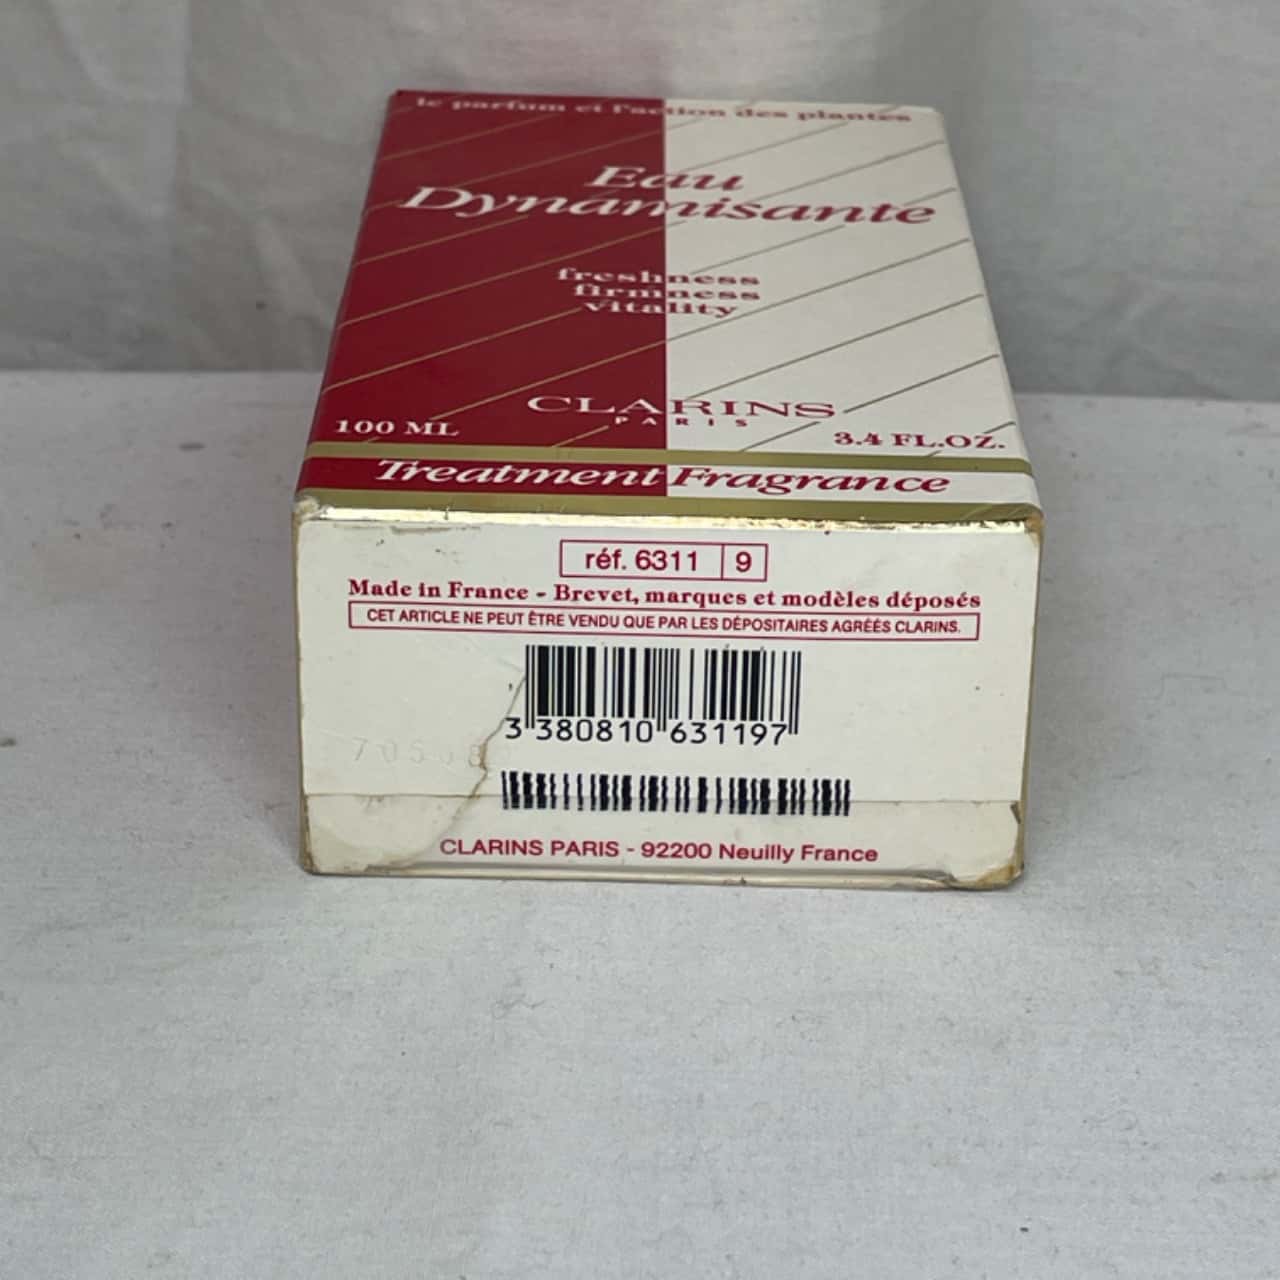 le parfum et l'action des plantes
Eau
Dynamisante
freshness
firmness
vitality
CLARINS
PARIS
100 ML
3.4 FL.OZ.
Treatment Fragrance
réf. 6311 9
Made in France - Brevet, marques et modèles déposés
CET ARTICLE NE PEUT ÊTRE VENDU QUE PAR LES DÉPOSITAIRES AGRÉÉS CLARINS.
3 380810 631197
CLARINS PARIS - 92200 Neuilly France